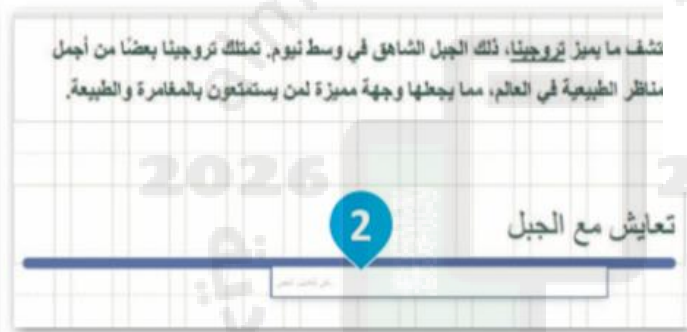 تشف ما يميز تروجينا، ذلك الجبل الشاهق في وسط نيوم. تمتلك تروجينا بعضًا من أجمل
مناظر الطبيعية في العالم، مما يجعلها وجهة مميزة لمن يستمتعون بالمغامرة والطبيعة.
2026
2
تعايش مع الجبل